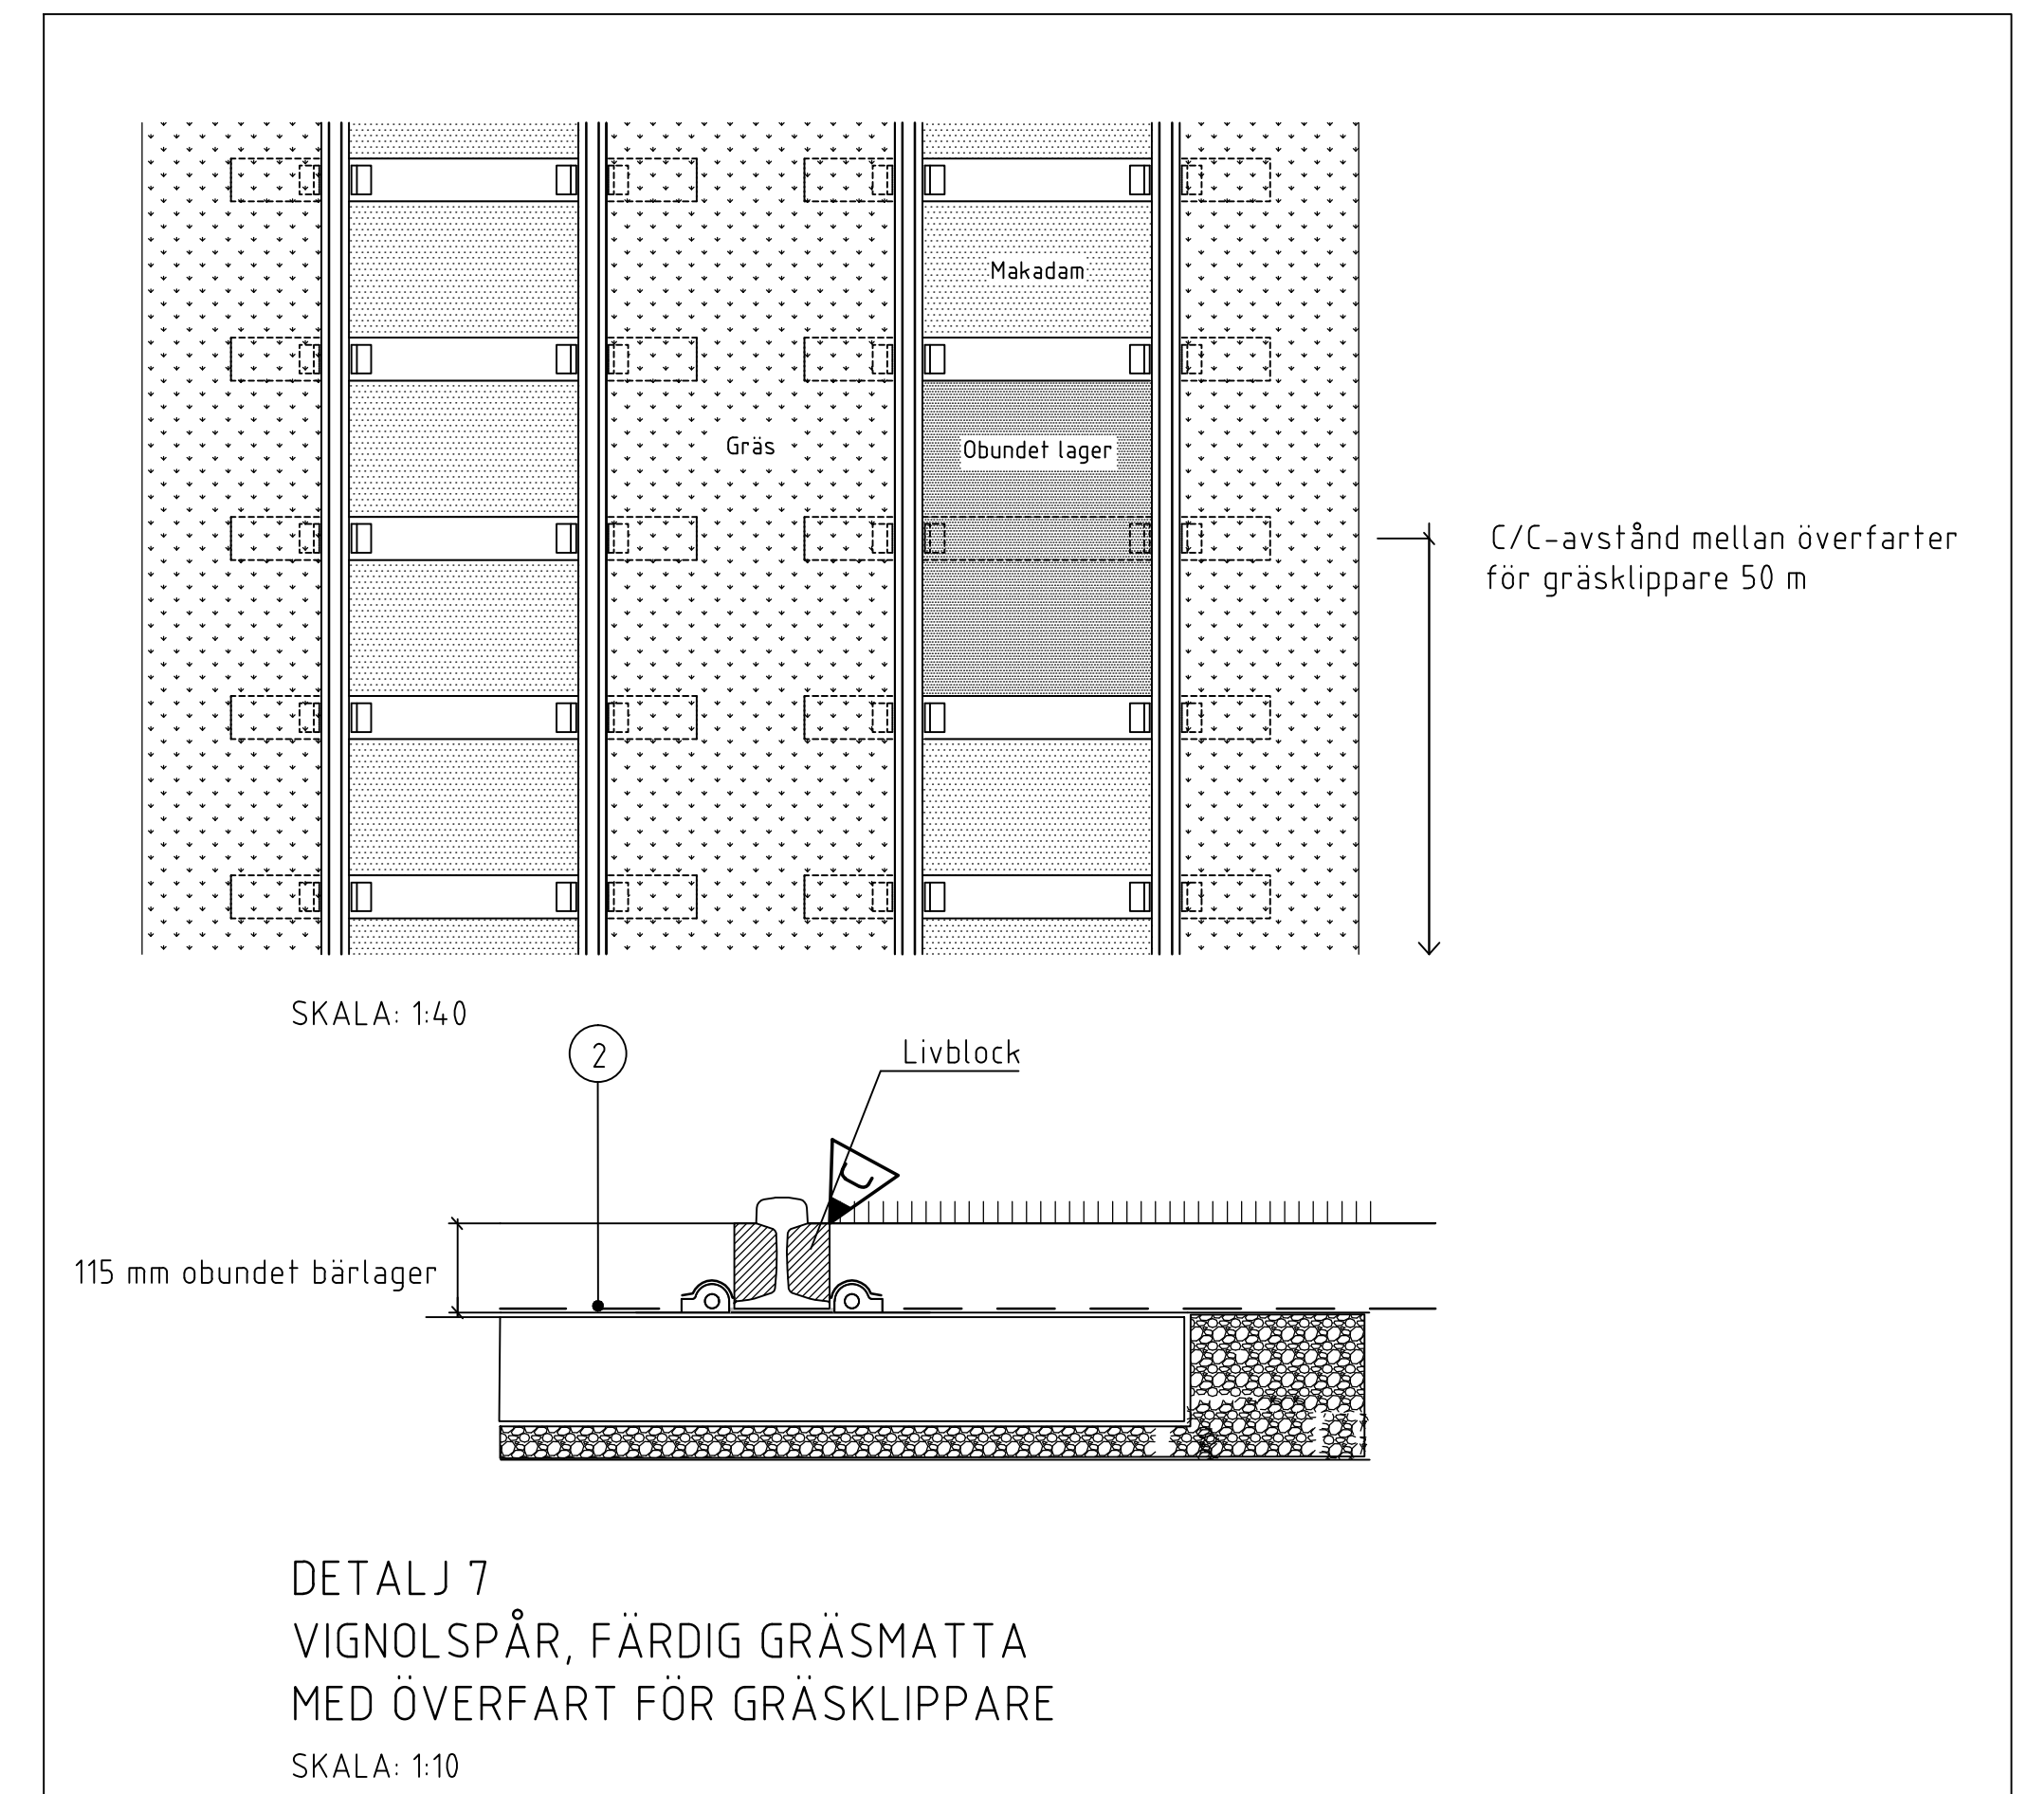 Makadam
Gräs
Obundet lager
C/C-avstånd mellan överfarter
för gräsklippare 50 m
SKALA: 1:40
2
Livblock
U
115 mm obundet bärlager
DETALJ 7
VIGNOLSPÅR, FÄRDIG GRÄSMATTA
MED ÖVERFART FÖR GRÄSKLIPPARE
SKALA: 1:10